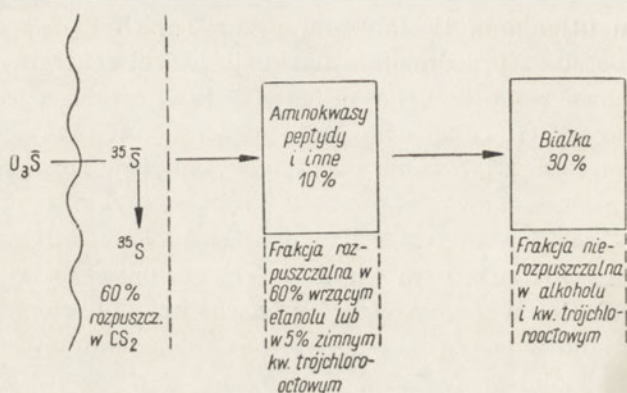 U₃S̄
³⁵S̄
³⁵S
60%
rozpuszcz.
w CS₂
Aminokwasy
peptydy
i inne
10%
Frakcja roz-
puszczalna w
60% wrzącym
etanolu lub
w 5% zimnym
kw. trójchloro-
octowym
Białka
30%
Frakcja nie-
rozpuszczalna
w alkoholu
i kw. trójchlo-
rooctowym